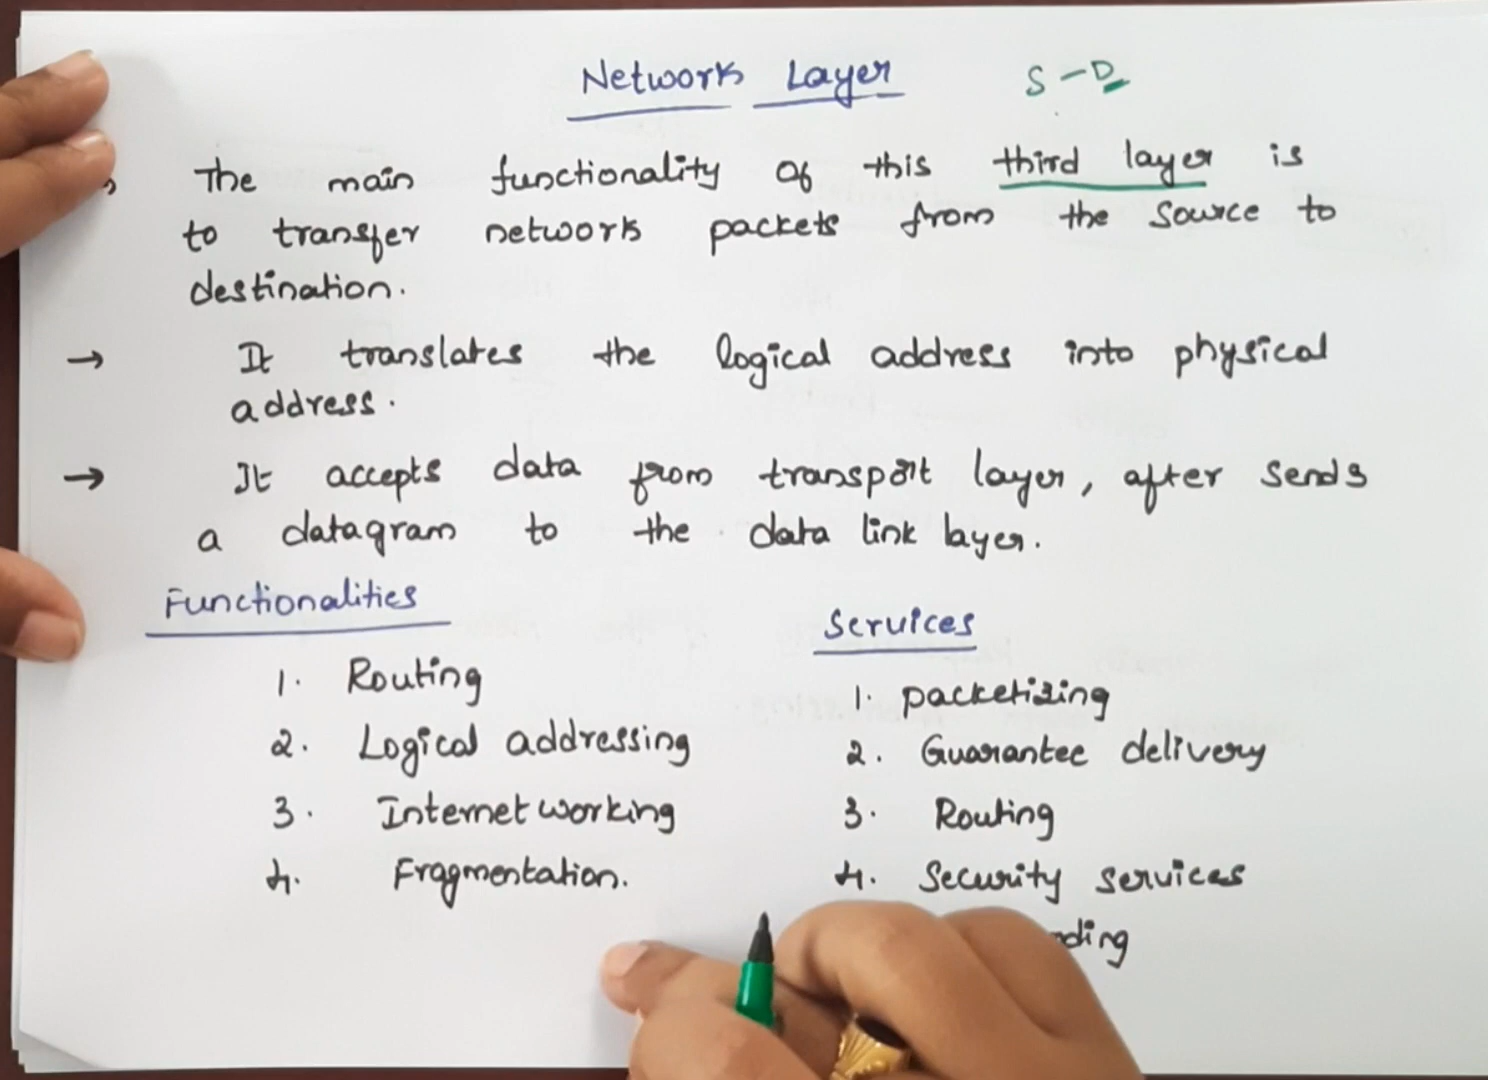 Network Layer S-D
The main functionality of this third layer is
to transfer network packets from the source to
destination.
→ It translates the logical address into physical
address.
→ It accepts data from transport layer, after sends
a datagram to the data link layer.
Functionalities
1. Routing
2. Logical addressing
3. Internetworking
4. Fragmentation.
Services
1. packetizing
2. Guarantee delivery
3. Routing
4. Security services